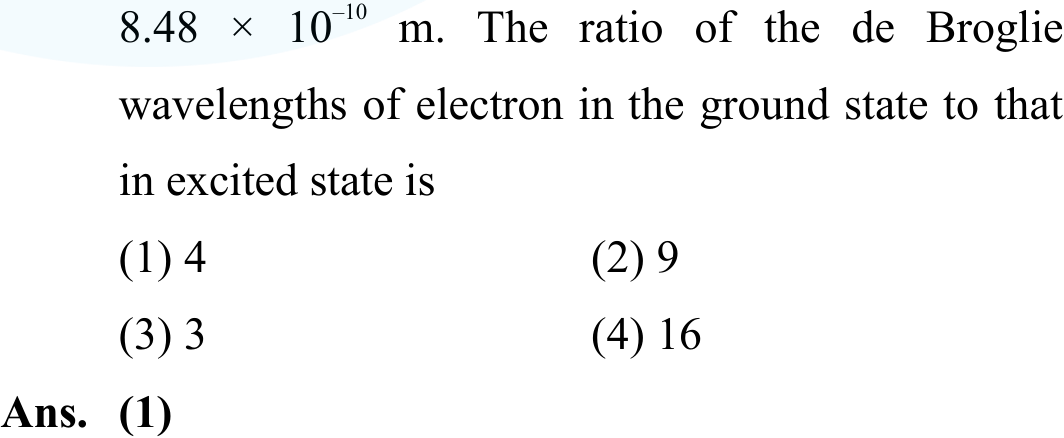 8.48 × 10⁻¹⁰ m. The ratio of the de Broglie
wavelengths of electron in the ground state to that
in excited state is
(1) 4 (2) 9
(3) 3 (4) 16
Ans. (1)